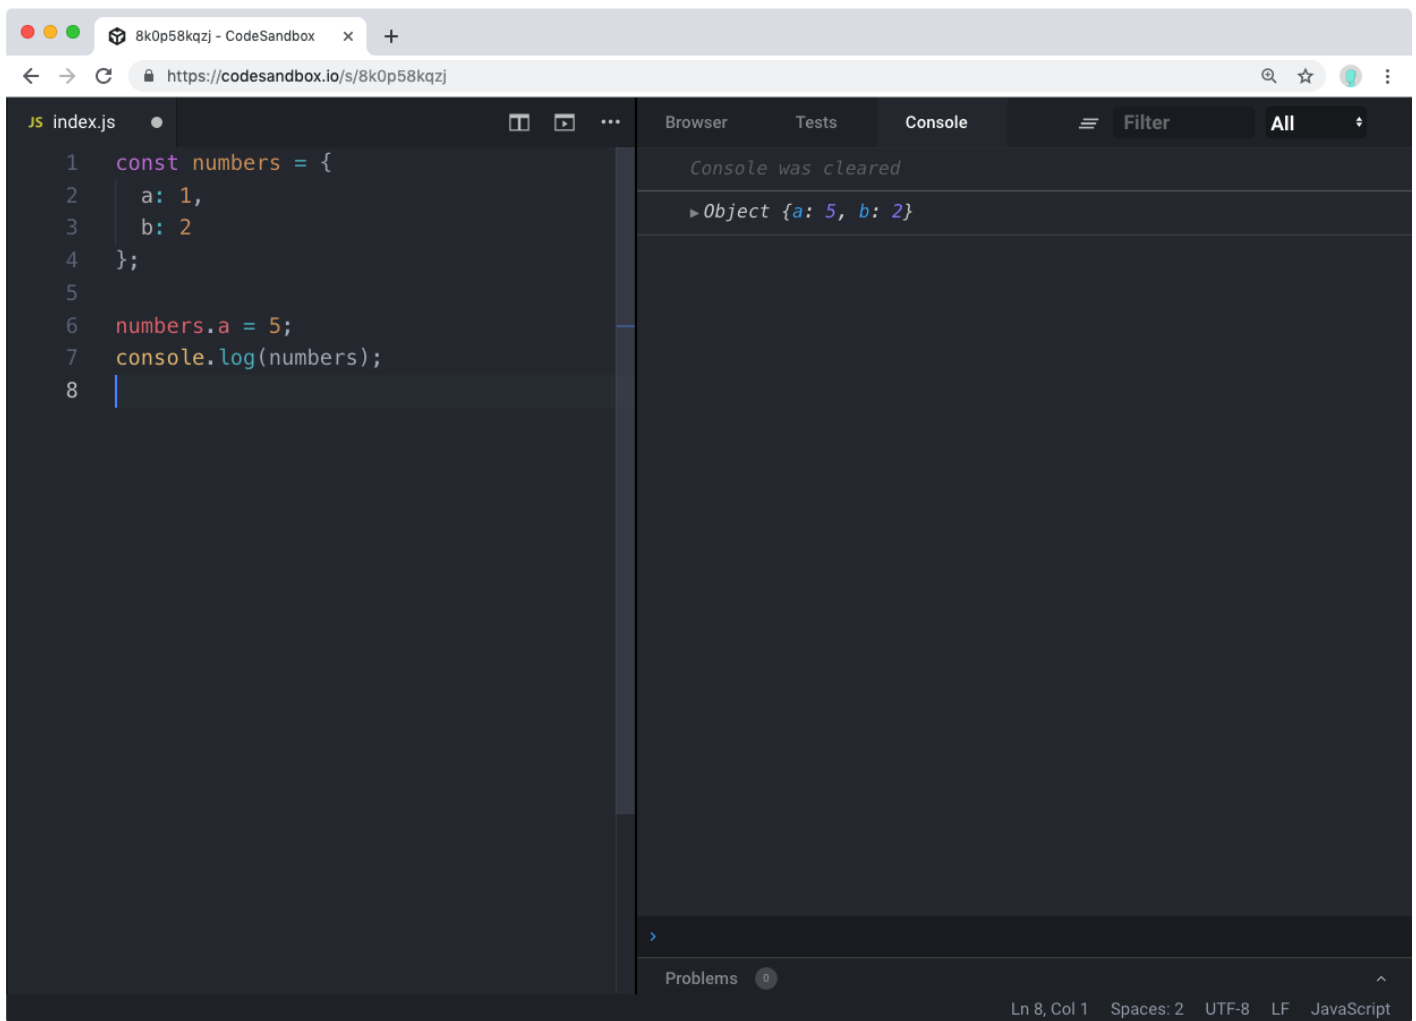 8k0p58kqzj - CodeSandbox
https://codesandbox.io/s/8k0p58kqzj
JS index.js
1 const numbers = {
2   a: 1,
3   b: 2
4 };
5
6 numbers.a = 5;
7 console.log(numbers);
8
Browser Tests Console Filter All
Console was cleared
Object {a: 5, b: 2}
Problems 0
Ln 8, Col 1 Spaces: 2 UTF-8 LF JavaScript